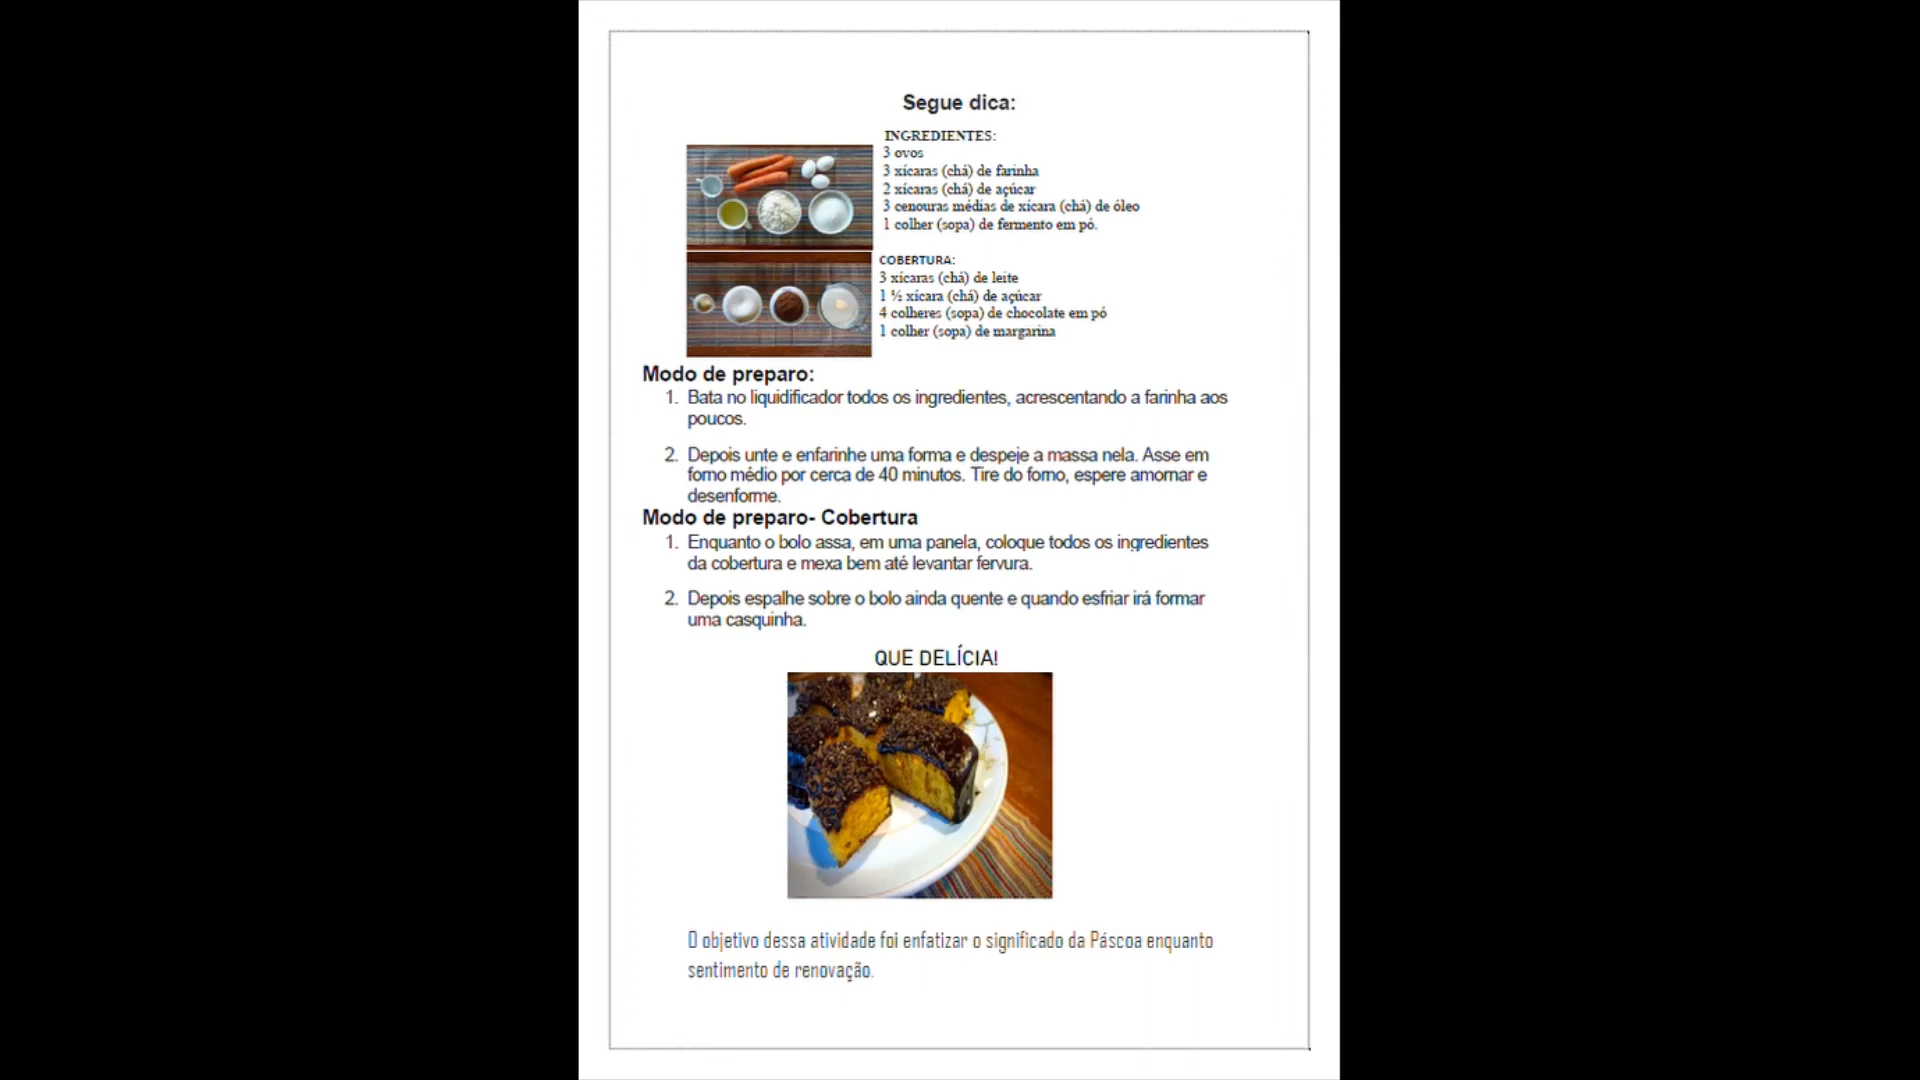 Segue dica:
INGREDIENTES:
3 ovos
3 xícaras (chá) de farinha
2 xícaras (chá) de açúcar
3 cenouras médias de xícara (chá) de óleo
1 colher (sopa) de fermento em pó.
COBERTURA:
3 xícaras (chá) de leite
1 ½ xícara (chá) de açúcar
4 colheres (sopa) de chocolate em pó
1 colher (sopa) de margarina
Modo de preparo:
1. Bata no liquidificador todos os ingredientes, acrescentando a farinha aos
poucos.
2. Depois unte e enfarinhe uma forma e despeje a massa nela. Asse em
forno médio por cerca de 40 minutos. Tire do forno, espere amornar e
desenforme.
Modo de preparo- Cobertura
1. Enquanto o bolo assa, em uma panela, coloque todos os ingredientes
da cobertura e mexa bem até levantar fervura.
2. Depois espalhe sobre o bolo ainda quente e quando esfriar irá formar
uma casquinha.
QUE DELÍCIA!
O objetivo dessa atividade foi enfatizar o significado da Páscoa enquanto
sentimento de renovação.